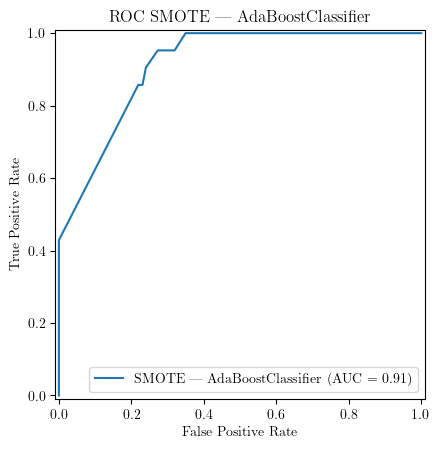 ROC SMOTE — AdaBoostClassifier
1.0
0.8
0.6
0.4
0.2
0.0
True Positive Rate
SMOTE — AdaBoostClassifier (AUC = 0.91)
0.0 0.2 0.4 0.6 0.8 1.0
False Positive Rate